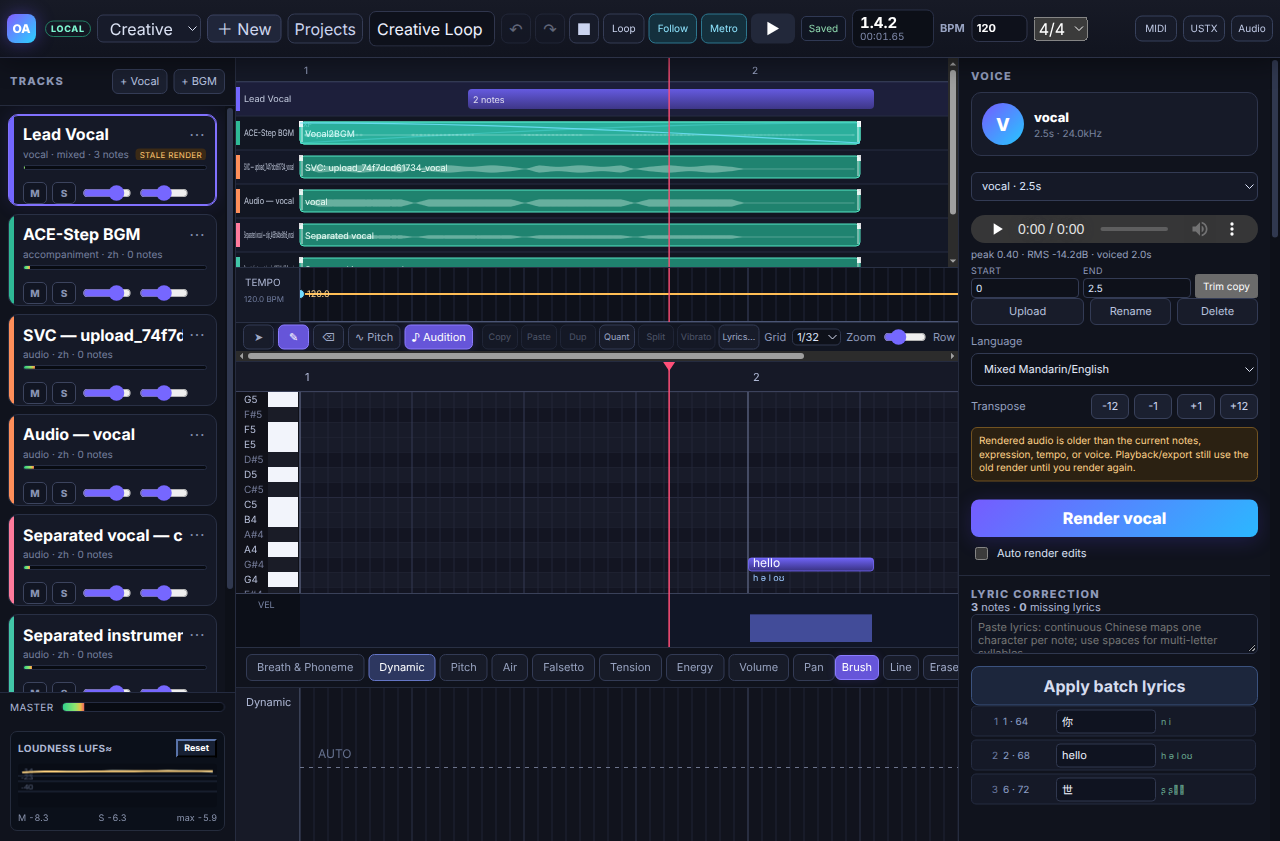 OA LOCAL Creative + New Projects Creative Loop Loop Follow Metro Saved 1.4.2 00:01.65 BPM 120 4/4 MIDI USTX Audio
TRACKS + Vocal + BGM
Lead Vocal ...
vocal · mixed · 3 notes STALE RENDER
M S
ACE-Step BGM ...
accompaniment · zh · 0 notes
M S
SVC — upload_74f7d ...
audio · zh · 0 notes
M S
Audio — vocal ...
audio · zh · 0 notes
M S
Separated vocal — c ...
audio · zh · 0 notes
M S
Separated instrumer ...
audio · zh · 0 notes
M S
MASTER
LOUDNESS LUFS≈ Reset
-40
M -8.3 S -6.3 max -5.9
1 2
Lead Vocal 2 notes
ACE-Step BGM Vopal2BGM
SVC: upload_74f7dcd61734_vocal
Audio — vocal vocal
Separated vocal
TEMPO
120.0 BPM 120.0
Pitch Audition Copy Paste Dup Quant Split Vibrato Lyrics... Grid 1/32 Zoom Row
1 2
G5
F#5
F5
E5
D#5
D5
C#5
C5
B4
A#4
A4
G#4 hello
G4 h ə l oʊ
VEL
Breath & Phoneme Dynamic Pitch Air Falsetto Tension Energy Volume Pan Brush Line Erase
Dynamic
AUTO
VOICE
V vocal
2.5s · 24.0kHz
vocal · 2.5s
0:00 / 0:00
peak 0.40 · RMS -14.2dB · voiced 2.0s
START END
0 2.5 Trim copy
Upload Rename Delete
Language
Mixed Mandarin/English
Transpose -12 -1 +1 +12
Rendered audio is older than the current notes,
expression, tempo, or voice. Playback/export still use the
old render until you render again.
Render vocal
Auto render edits
LYRIC CORRECTION
3 notes · 0 missing lyrics
Paste lyrics: continuous Chinese maps one
character per note; use spaces for multi-letter
syllables
Apply batch lyrics
1 1 · 64 你 n i
2 2 · 68 hello h ə l oʊ
3 6 · 72 世